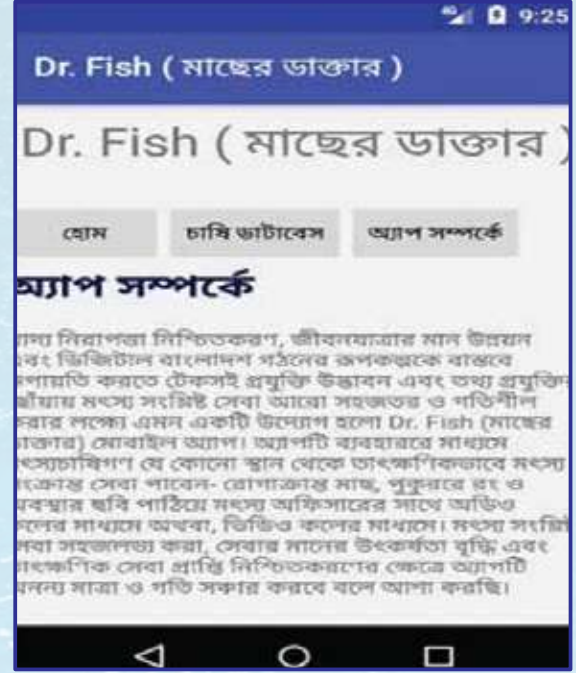 4G 9:25
Dr. Fish ( মাছের ডাক্তার )
Dr. Fish ( মাছের ডাক্তার )
হোম চাষি ডাটাবেস অ্যাপ সম্পর্কে
অ্যাপ সম্পর্কে
নিরাপত্তা নিশ্চিতকরণ, জীবনযাত্রার মান উন্নয়ন
এবং ডিজিটাল বাংলাদশ গঠনের রূপকল্পকে বাস্তবে
রূপায়তি করতে টেকসই প্রযুক্তি উদ্ভাবন এবং তথ্য প্রযুক্তির
ছোঁয়ায় মৎস্য সংশ্লিষ্ট সেবা আরো সহজতর ও গতিশীল
করার লক্ষ্যে এমন একটি উদ্যোগ হলো Dr. Fish (মাছের
ডাক্তার) মোবাইল অ্যাপ। অ্যাপটি ব্যবহাররে মাধ্যমে
মৎস্যচাষিগণ যে কোনো স্থান থেকে তাৎক্ষণিকভাবে মৎস্য
সংক্রান্ত সেবা পাবেন- রোগাক্রান্ত মাছ, পুকুররে রং ও
অবস্থার ছবি পাঠিয়ে মৎস্য অফিসারের সাথে অডিও
কলের মাধ্যমে অথবা, ভিডিও কলের মাধ্যমে। মৎস্য সংশ্লিষ্ট
সেবা সহজলভ্য করা, সেবার মানের উৎকর্ষতা বৃদ্ধি এবং
তাৎক্ষণিক সেবা প্রাপ্তি নিশ্চিতকরণের ক্ষেত্রে অ্যাপটি
অনন্য মাত্রা ও গতি সঞ্চার করবে বলে আশা করছি।